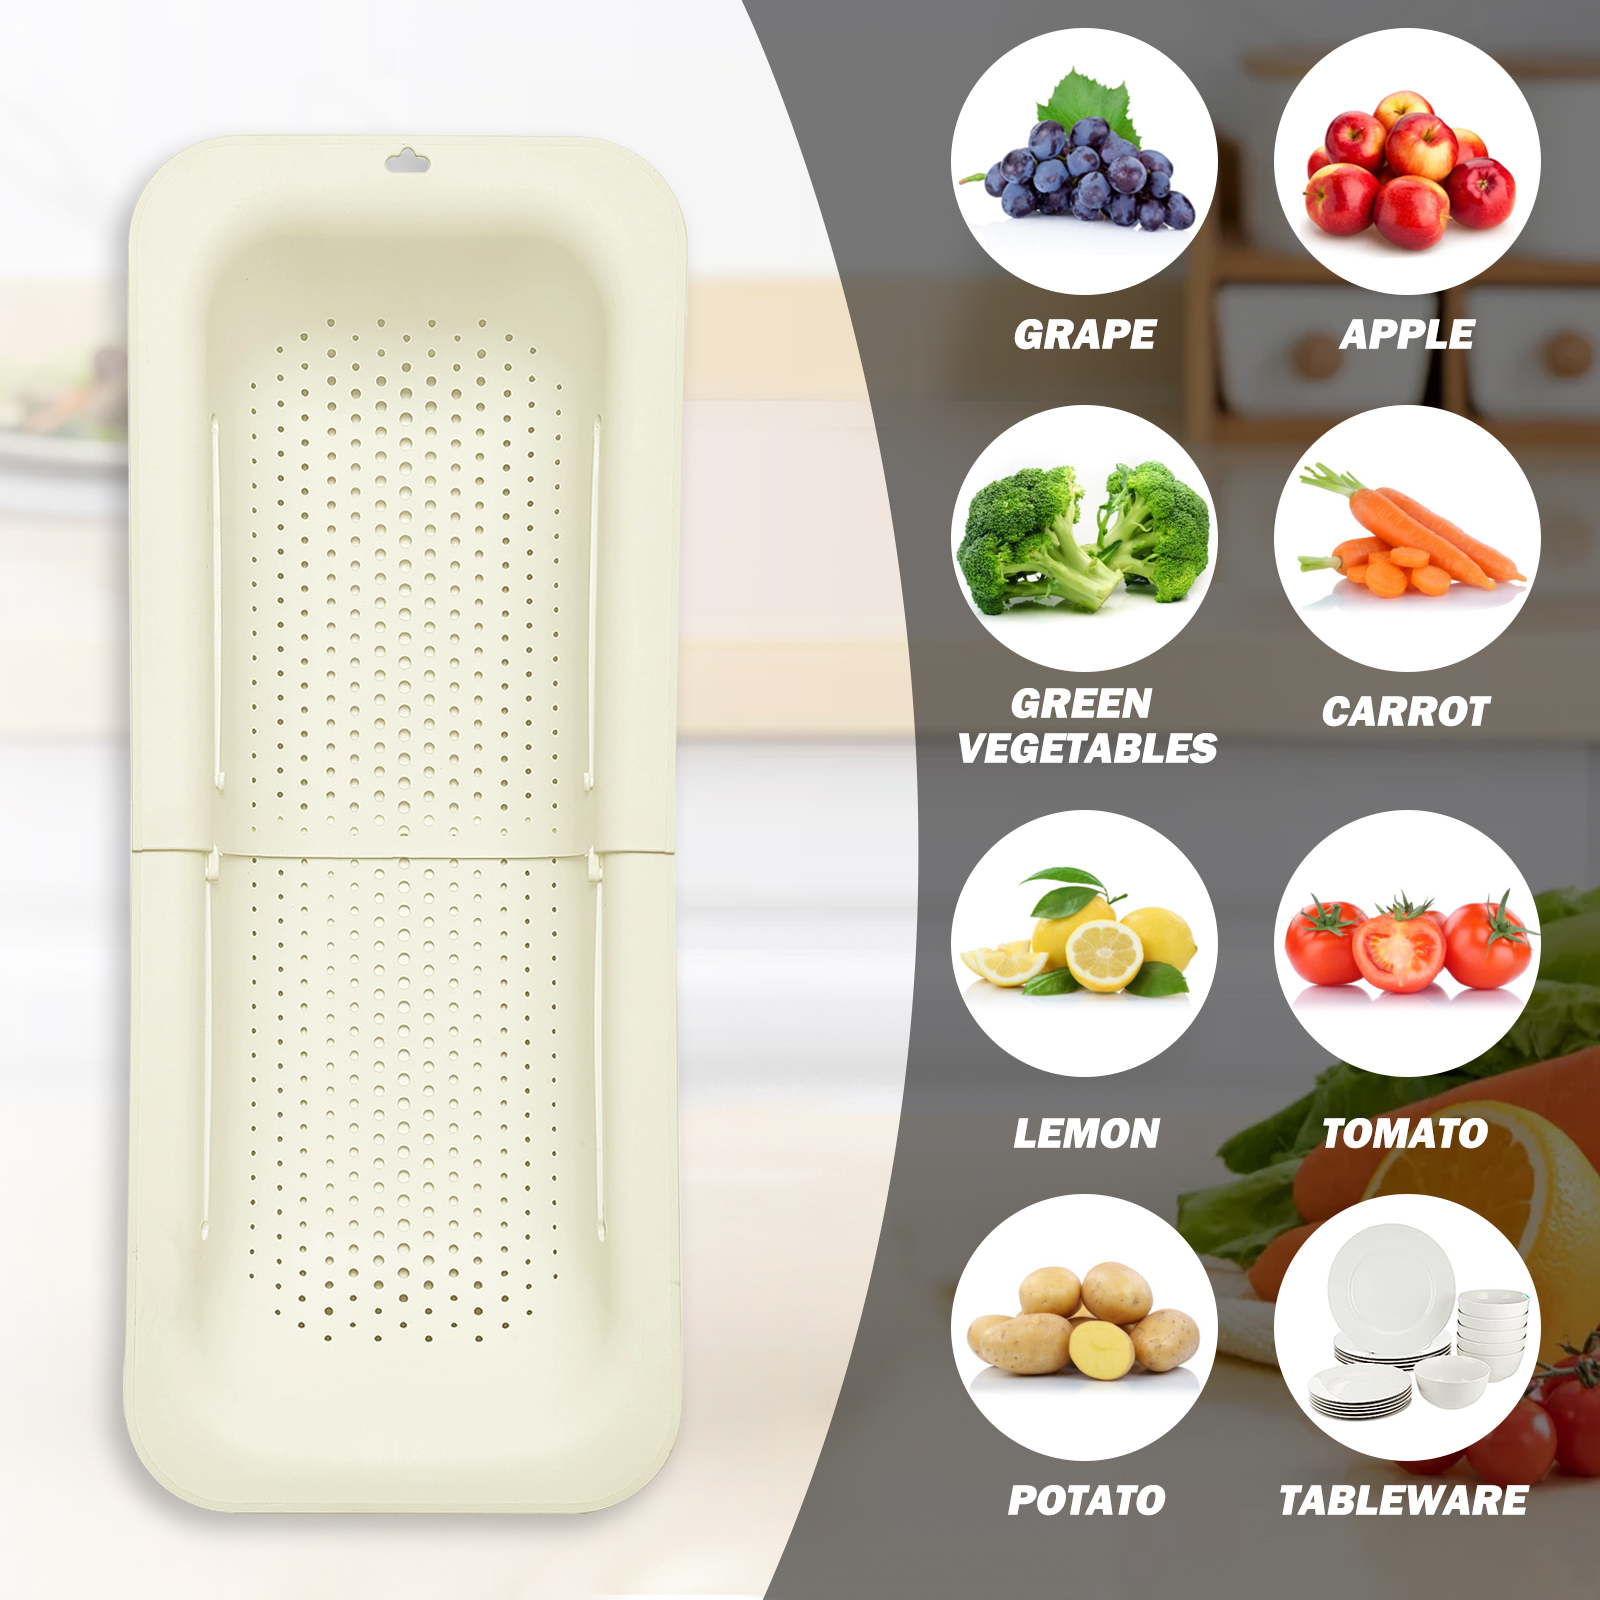 GRAPE
APPLE
GREEN
VEGETABLES
CARROT
LEMON
TOMATO
POTATO
TABLEWARE